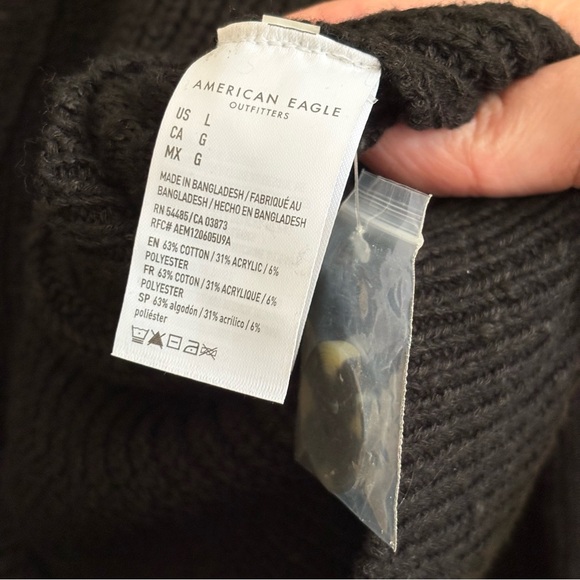 AMERICAN EAGLE
OUTFITTERS
US L
CA G
MX G
MADE IN BANGLADESH / FABRIQUÉ AU
BANGLADESH / HECHO EN BANGLADESH
RN 54485/CA 03873
RFC# AEM120605U9A
EN 63% COTTON / 31% ACRYLIC / 6%
POLYESTER
FR 63% COTON / 31% ACRYLIQUE / 6%
POLYESTER
SP 63% algodón / 31% acrílico / 6%
poliéster